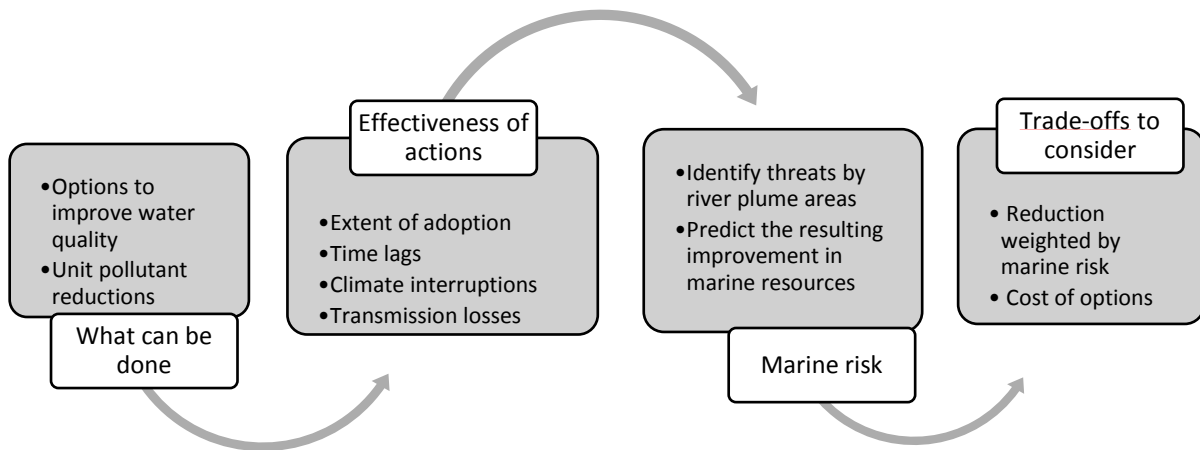 •Options to
improve water
quality
•Unit pollutant
reductions
What can be
done
Effectiveness of
actions
•Extent of adoption
•Time lags
•Climate interruptions
•Transmission losses
•Identify threats by
river plume areas
•Predict the resulting
improvement in
marine resources
Marine risk
Trade-offs to
consider
• Reduction
weighted by
marine risk
• Cost of options